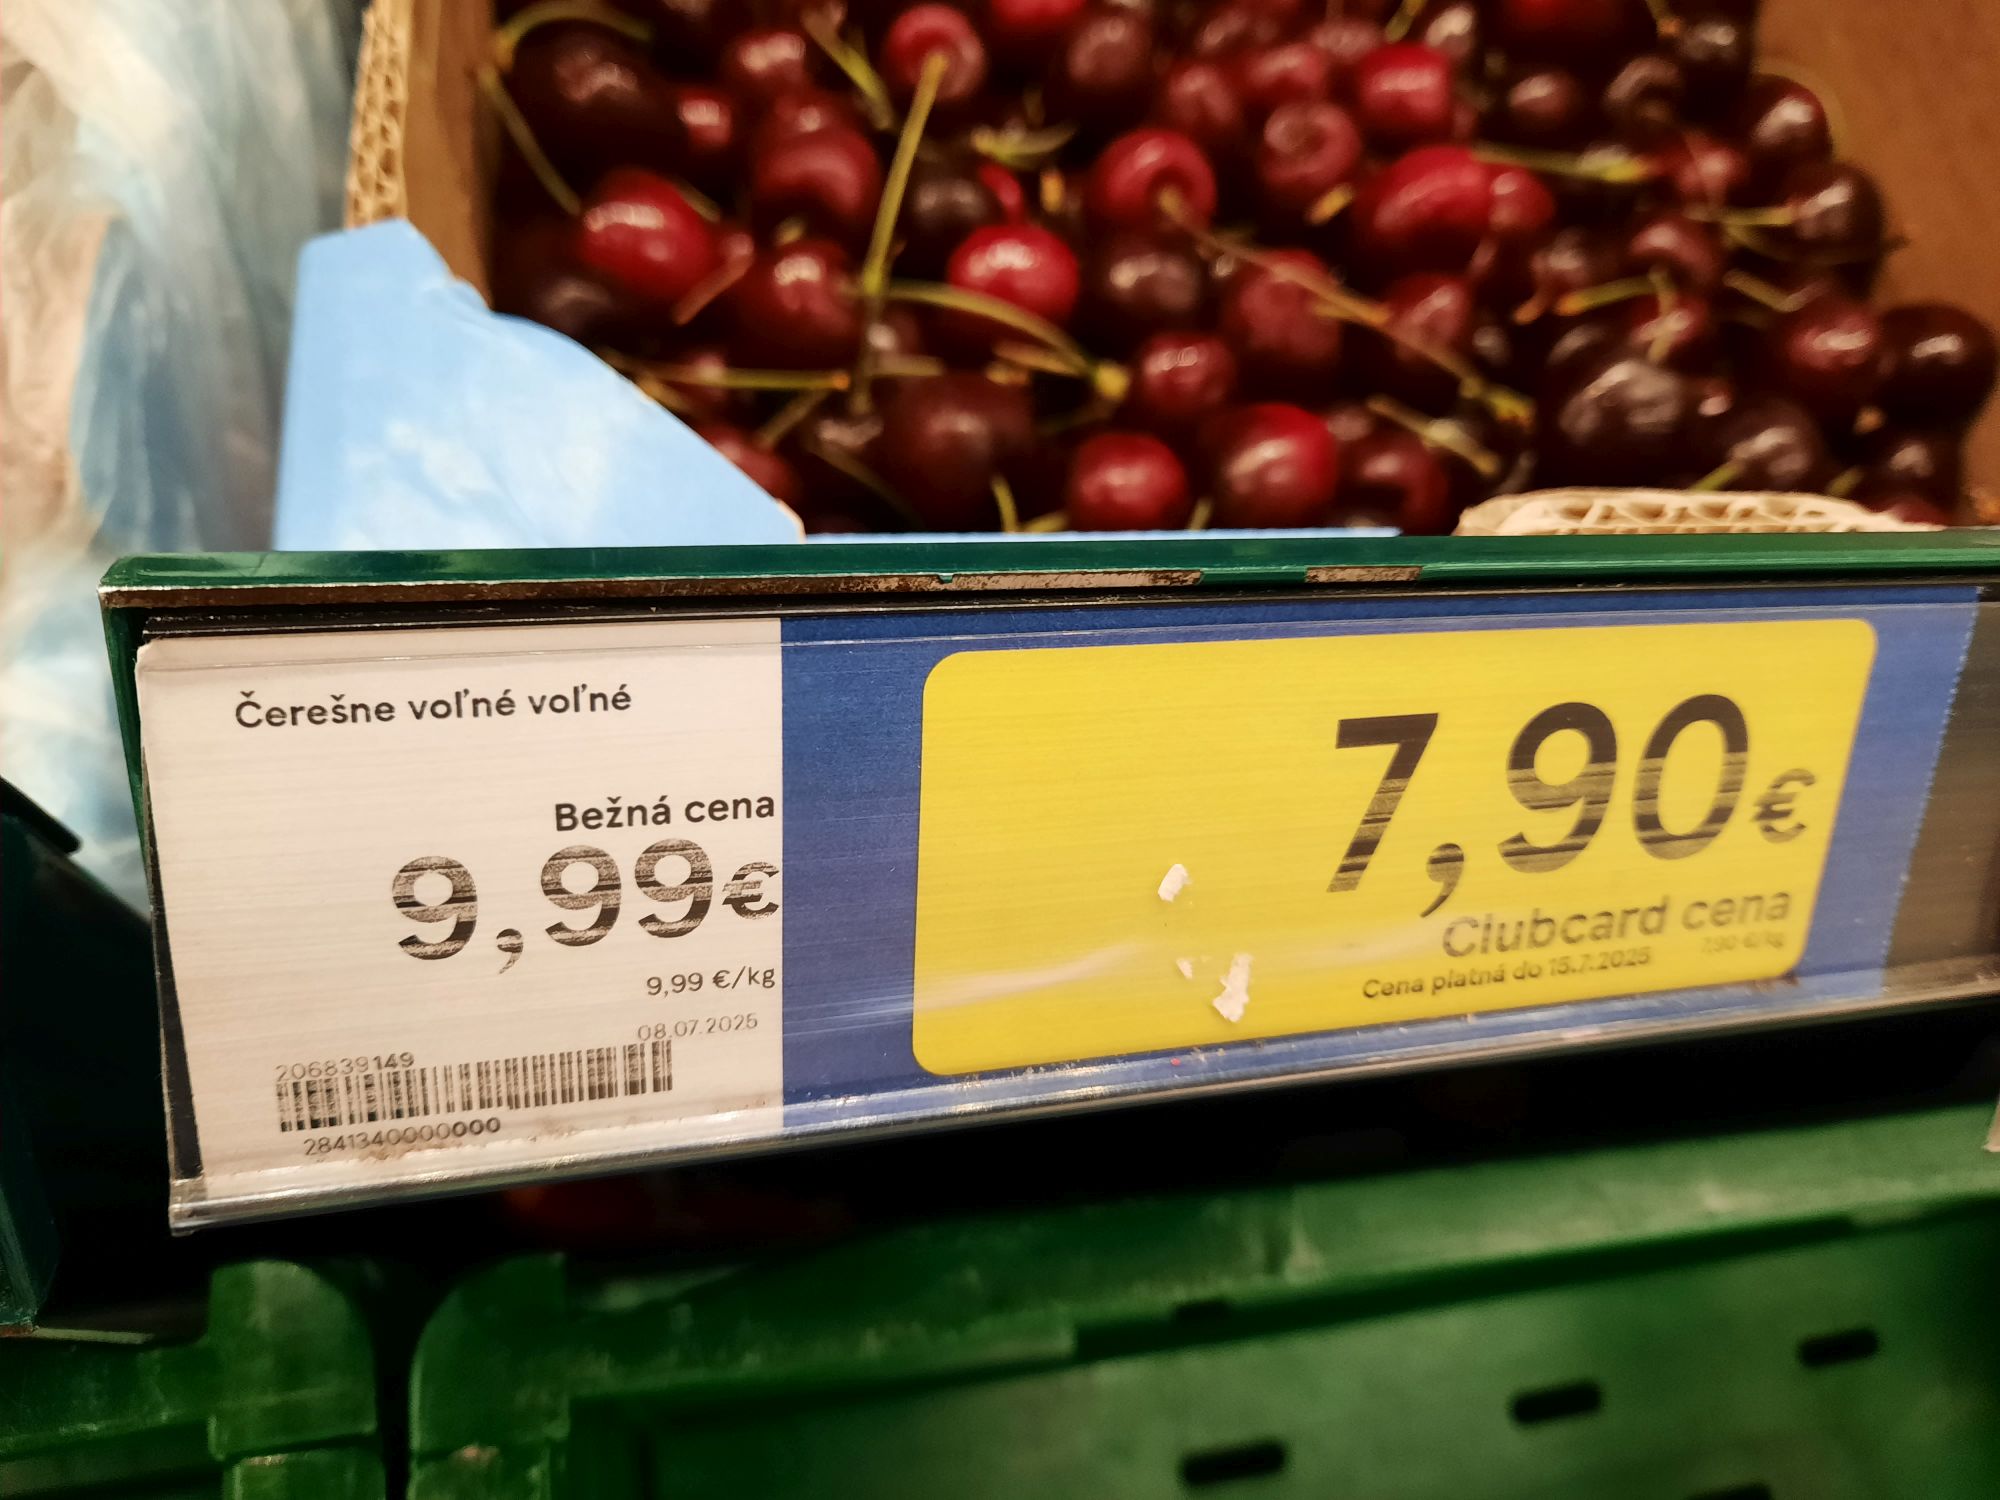 Čerešne voľné voľné
Bežná cena
9,99€
9,99 €/kg
08.07.2025
206839149
2841340000000
7,90€
Clubcard cena
7,90 €/kg
Cena platná do 15.7.2025